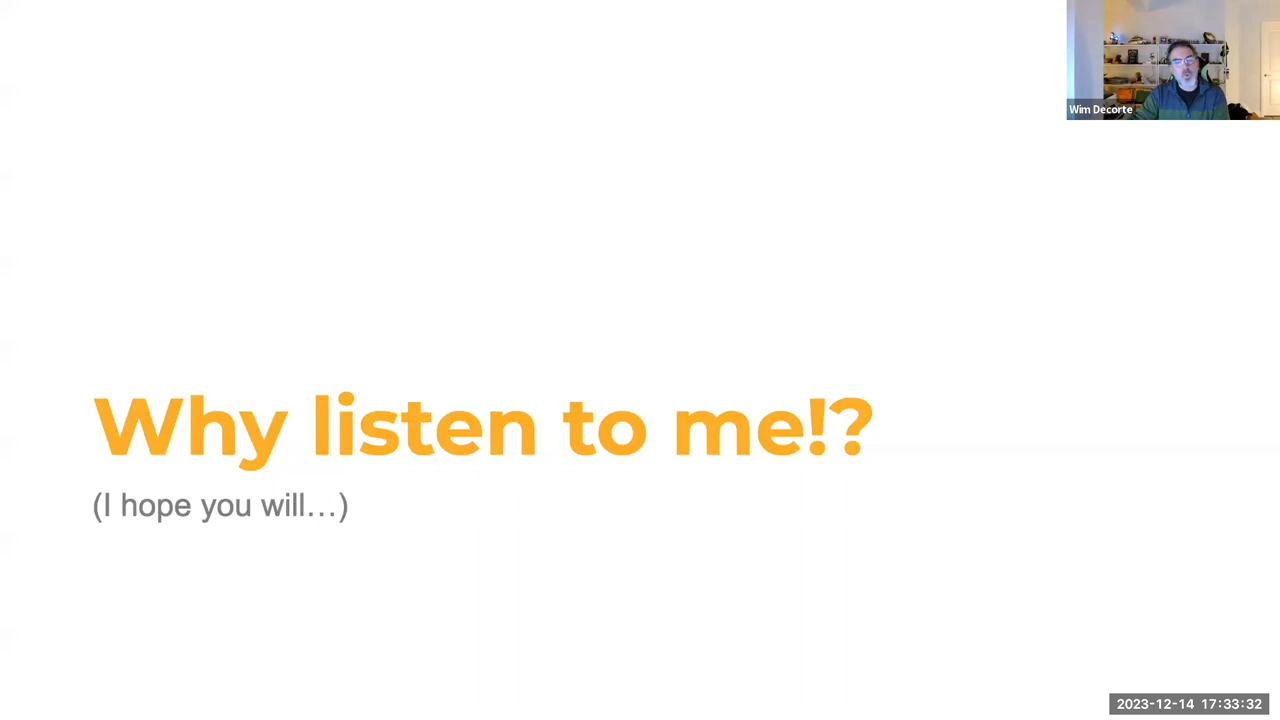 Wim Decorte
Why listen to me!?
(I hope you will…)
2023-12-14 17:33:32